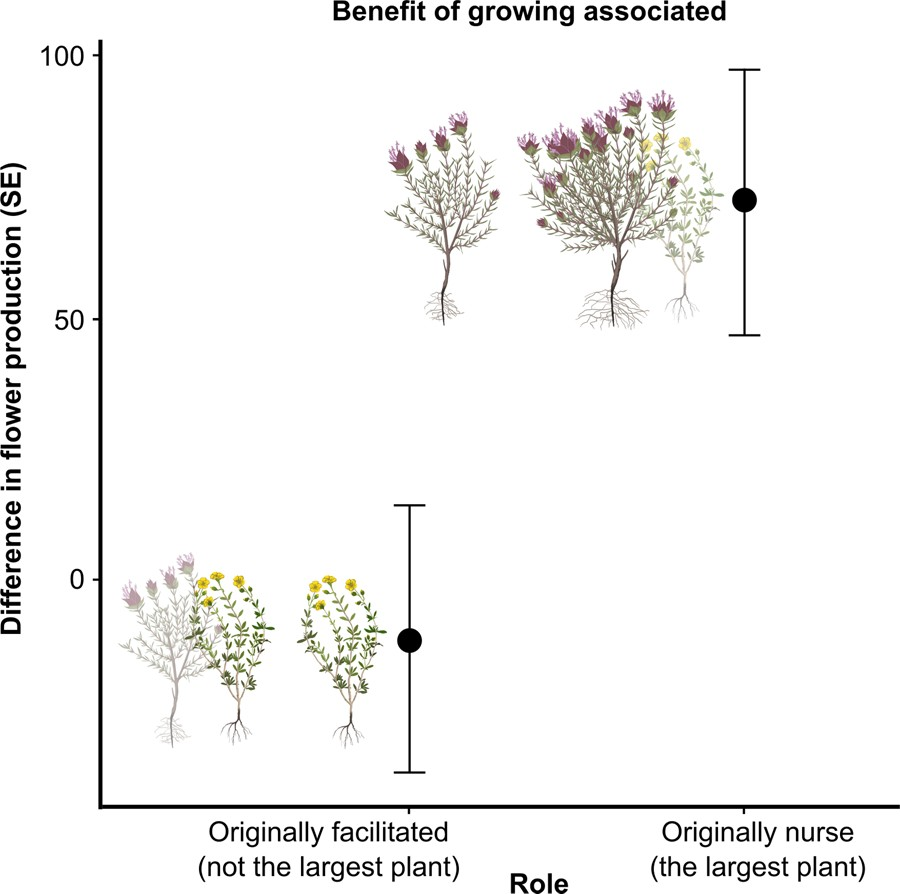 Benefit of growing associated
Difference in flower production (SE)
100
50
0
Originally facilitated
(not the largest plant)
Originally nurse
(the largest plant)
Role